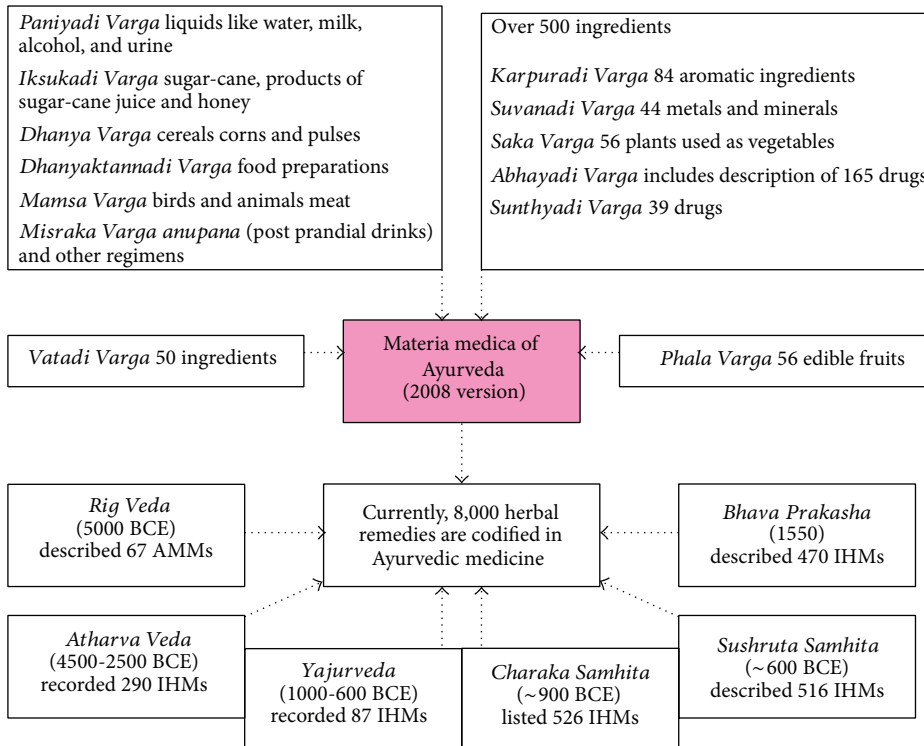 Paniyadi Varga liquids like water, milk,
alcohol, and urine
Iksukadi Varga sugar-cane, products of
sugar-cane juice and honey
Dhanya Varga cereals corns and pulses
Dhanyaktannadi Varga food preparations
Mamsa Varga birds and animals meat
Misraka Varga anupana (post prandial drinks)
and other regimens
Over 500 ingredients
Karpuradi Varga 84 aromatic ingredients
Suvanadi Varga 44 metals and minerals
Saka Varga 56 plants used as vegetables
Abhayadi Varga includes description of 165 drugs
Sunthyadi Varga 39 drugs
Vatadi Varga 50 ingredients
Materia medica of
Ayurveda
(2008 version)
Phala Varga 56 edible fruits
Rig Veda
(5000 BCE)
described 67 AMMs
Currently, 8,000 herbal
remedies are codified in
Ayurvedic medicine
Bhava Prakasha
(1550)
described 470 IHMs
Atharva Veda
(4500-2500 BCE)
recorded 290 IHMs
Yajurveda
(1000-600 BCE)
recorded 87 IHMs
Charaka Samhita
(~900 BCE)
listed 526 IHMs
Sushruta Samhita
(~600 BCE)
described 516 IHMs